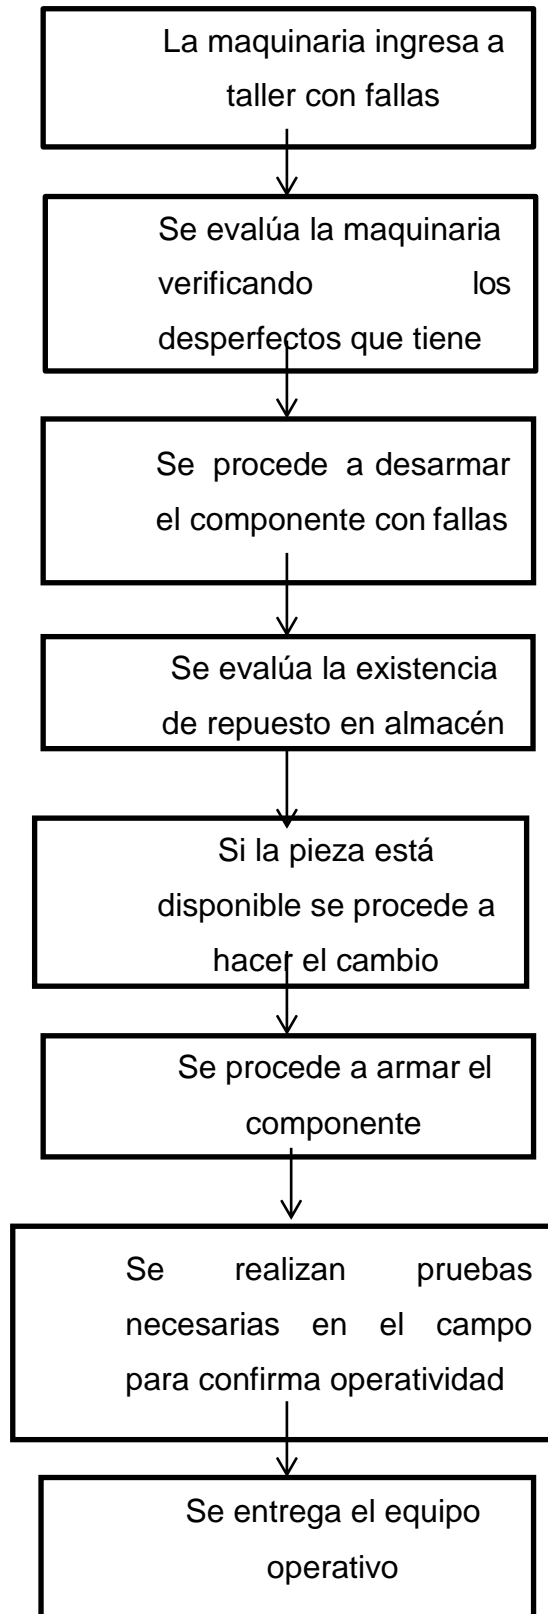 La maquinaria ingresa a
taller con fallas
Se evalúa la maquinaria
verificando los
desperfectos que tiene
Se procede a desarmar
el componente con fallas
Se evalúa la existencia
de repuesto en almacén
Si la pieza está
disponible se procede a
hacer el cambio
Se procede a armar el
componente
Se realizan pruebas
necesarias en el campo
para confirma operatividad
Se entrega el equipo
operativo